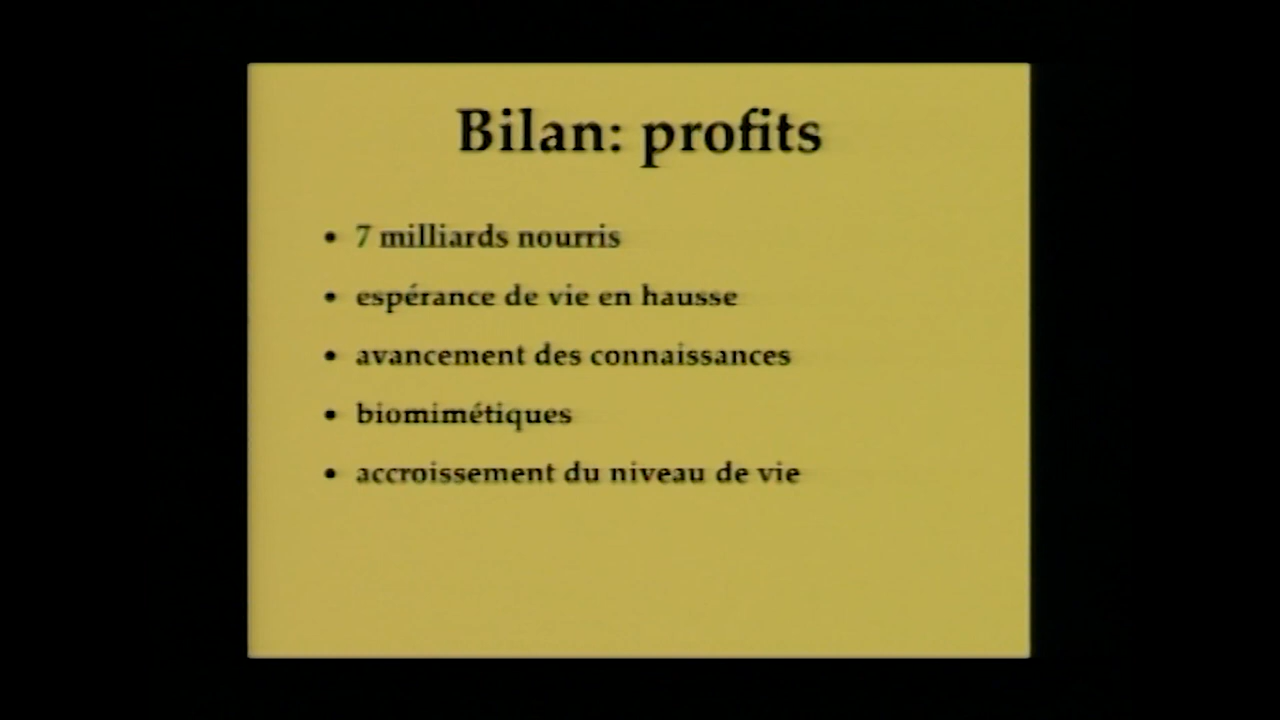 Bilan: profits
• 7 milliards nourris
• espérance de vie en hausse
• avancement des connaissances
• biomimétiques
• accroissement du niveau de vie